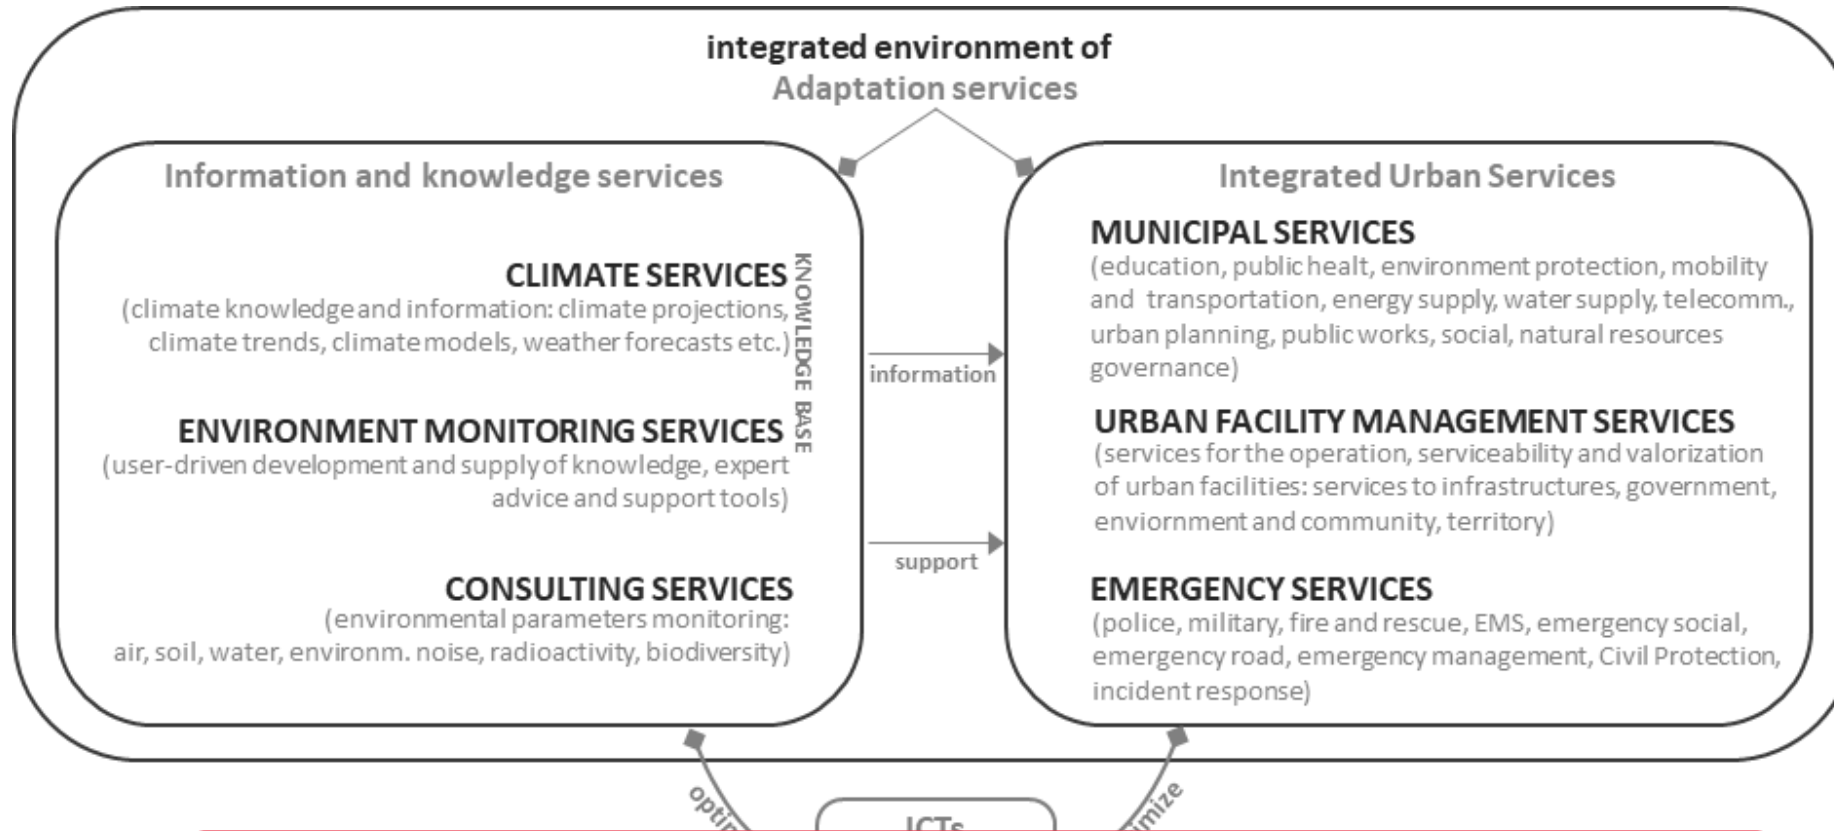 integrated environment of
Adaptation services
Information and knowledge services
CLIMATE SERVICES
(climate knowledge and information: climate projections,
climate trends, climate models, weather forecasts etc.)
KNOWLEDGE BASE
ENVIRONMENT MONITORING SERVICES
(user-driven development and supply of knowledge, expert
advice and support tools)
CONSULTING SERVICES
(environmental parameters monitoring:
air, soil, water, environm. noise, radioactivity, biodiversity)
information
support
Integrated Urban Services
MUNICIPAL SERVICES
(education, public healt, environment protection, mobility
and transportation, energy supply, water supply, telecomm.,
urban planning, public works, social, natural resources
governance)
URBAN FACILITY MANAGEMENT SERVICES
(services for the operation, serviceability and valorization
of urban facilities: services to infrastructures, government,
enviornment and community, territory)
EMERGENCY SERVICES
(police, military, fire and rescue, EMS, emergency social,
emergency road, emergency management, Civil Protection,
incident response)
ICTs